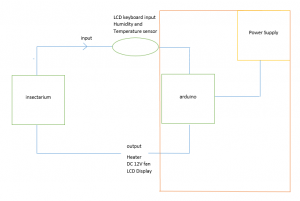 LCD keyboard input
Humidity and
Temperature sensor
input
Power Supply
insectarium
arduino
output
Heater
DC 12V fan
LCD Display